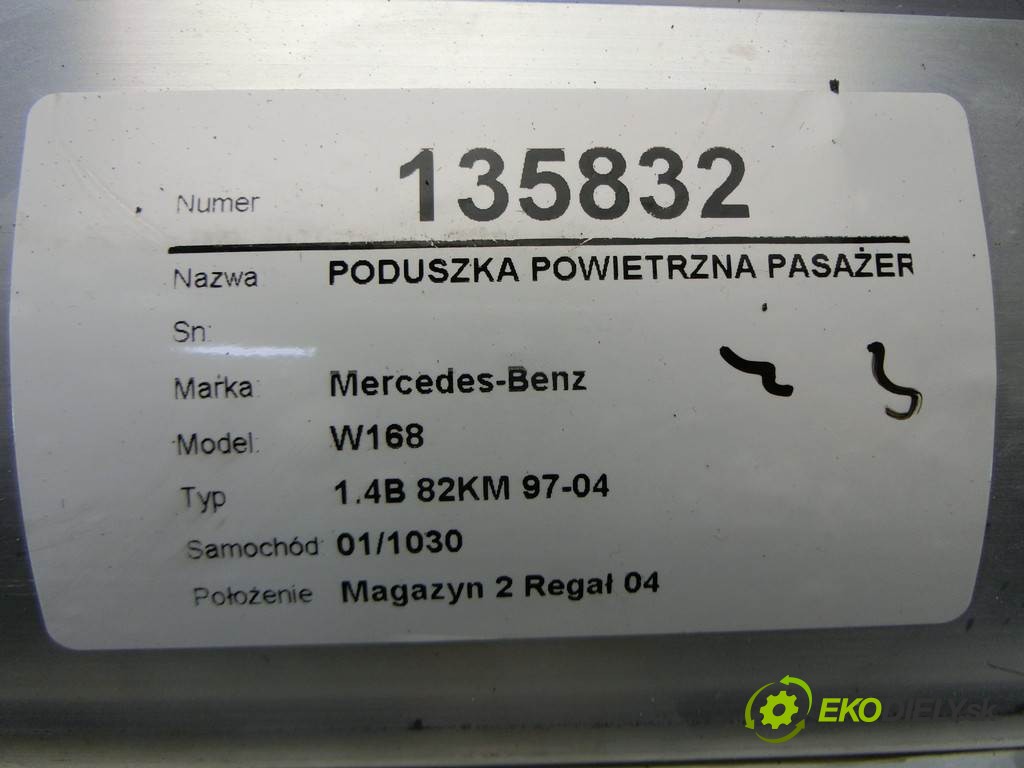 Numer 135832
Nazwa PODUSZKA POWIETRZNA PASAŻER
Sn:
Marka: Mercedes-Benz
Model: W168
Typ 1.4B 82KM 97-04
Samochód 01/1030
Położenie Magazyn 2 Regał 04
EKODIELY.sk